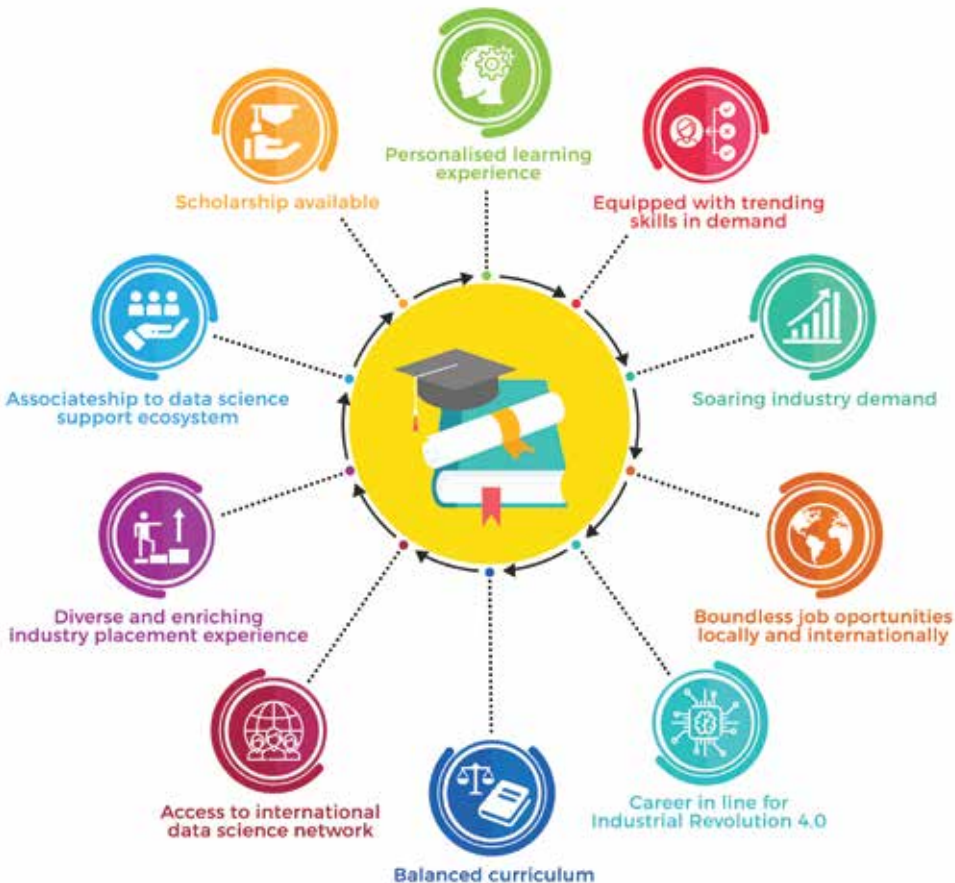 Personalised learning
experience
Equipped with trending
skills in demand
Soaring industry demand
Boundless job oportunities
locally and internationally
Career in line for
Industrial Revolution 4.0
Balanced curriculum
Access to international
data science network
Diverse and enriching
industry placement experience
Associateship to data science
support ecosystem
Scholarship available